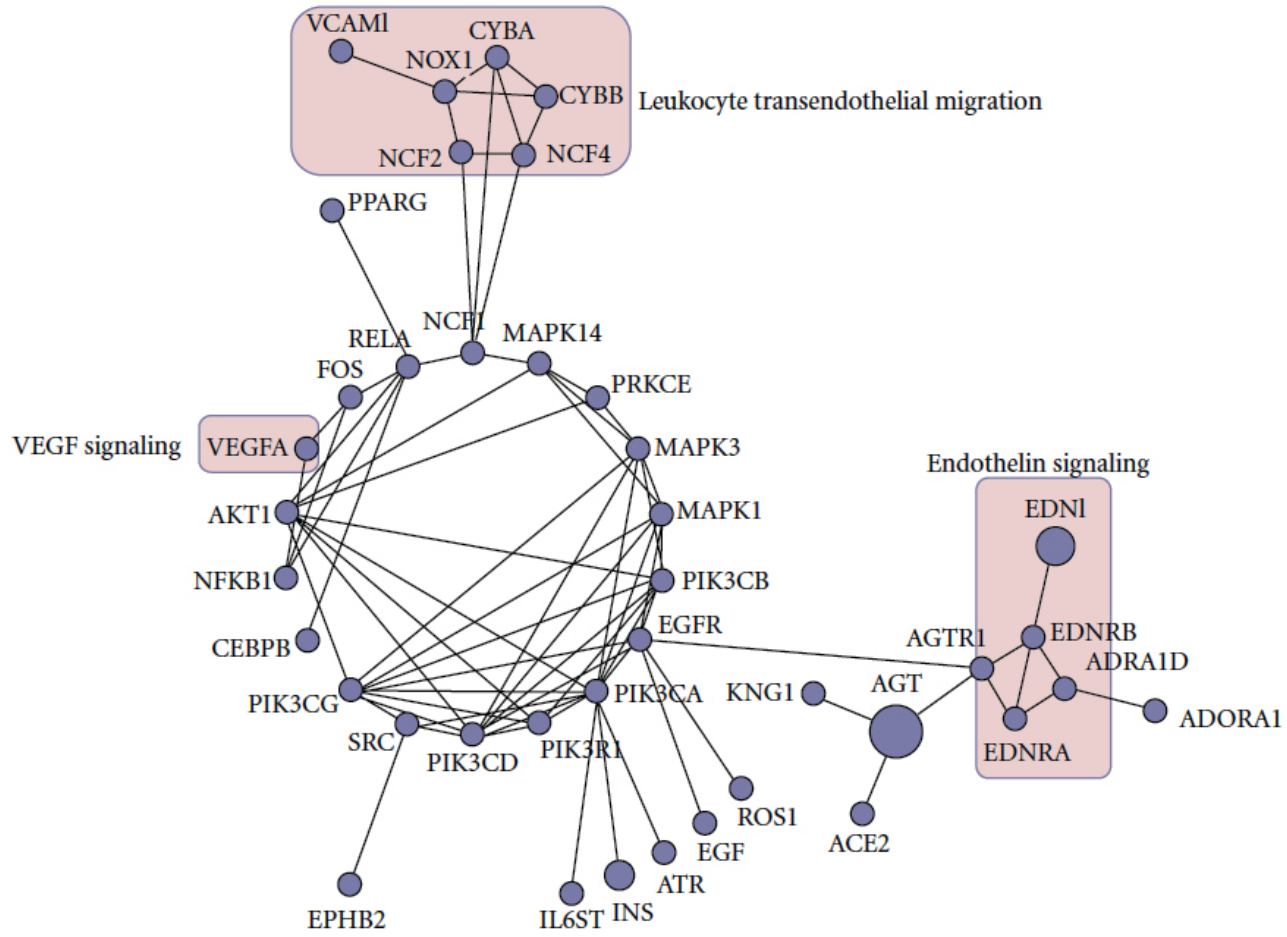 VCAMl
CYBA
NOX1
CYBB
Leukocyte transendothelial migration
NCF2
NCF4
PPARG
NCF1
MAPK14
RELA
FOS
PRKCE
VEGF signaling
VEGFA
MAPK3
Endothelin signaling
AKT1
MAPK1
EDNl
NFKB1
PIK3CB
EGFR
CEBPB
AGTR1
EDNRB
ADRA1D
PIK3CG
PIK3CA
KNG1
AGT
ADORA1
SRC
PIK3CD
PIK3R1
EDNRA
ROS1
EGF
ACE2
ATR
EPHB2
IL6ST
INS